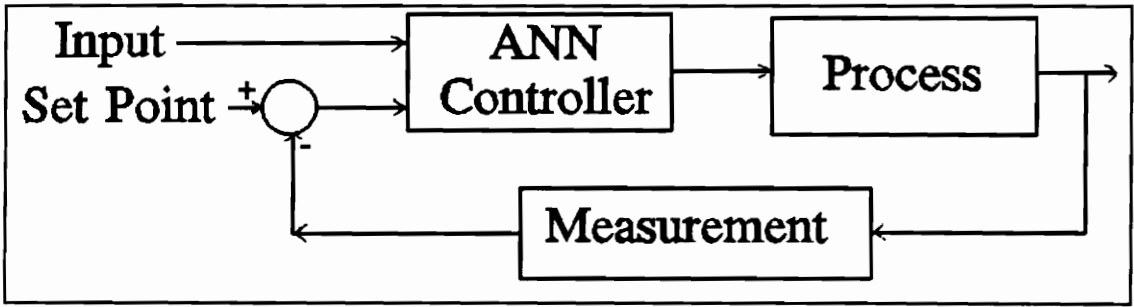 Input
Set Point
+
-
ANN
Controller
Process
Measurement